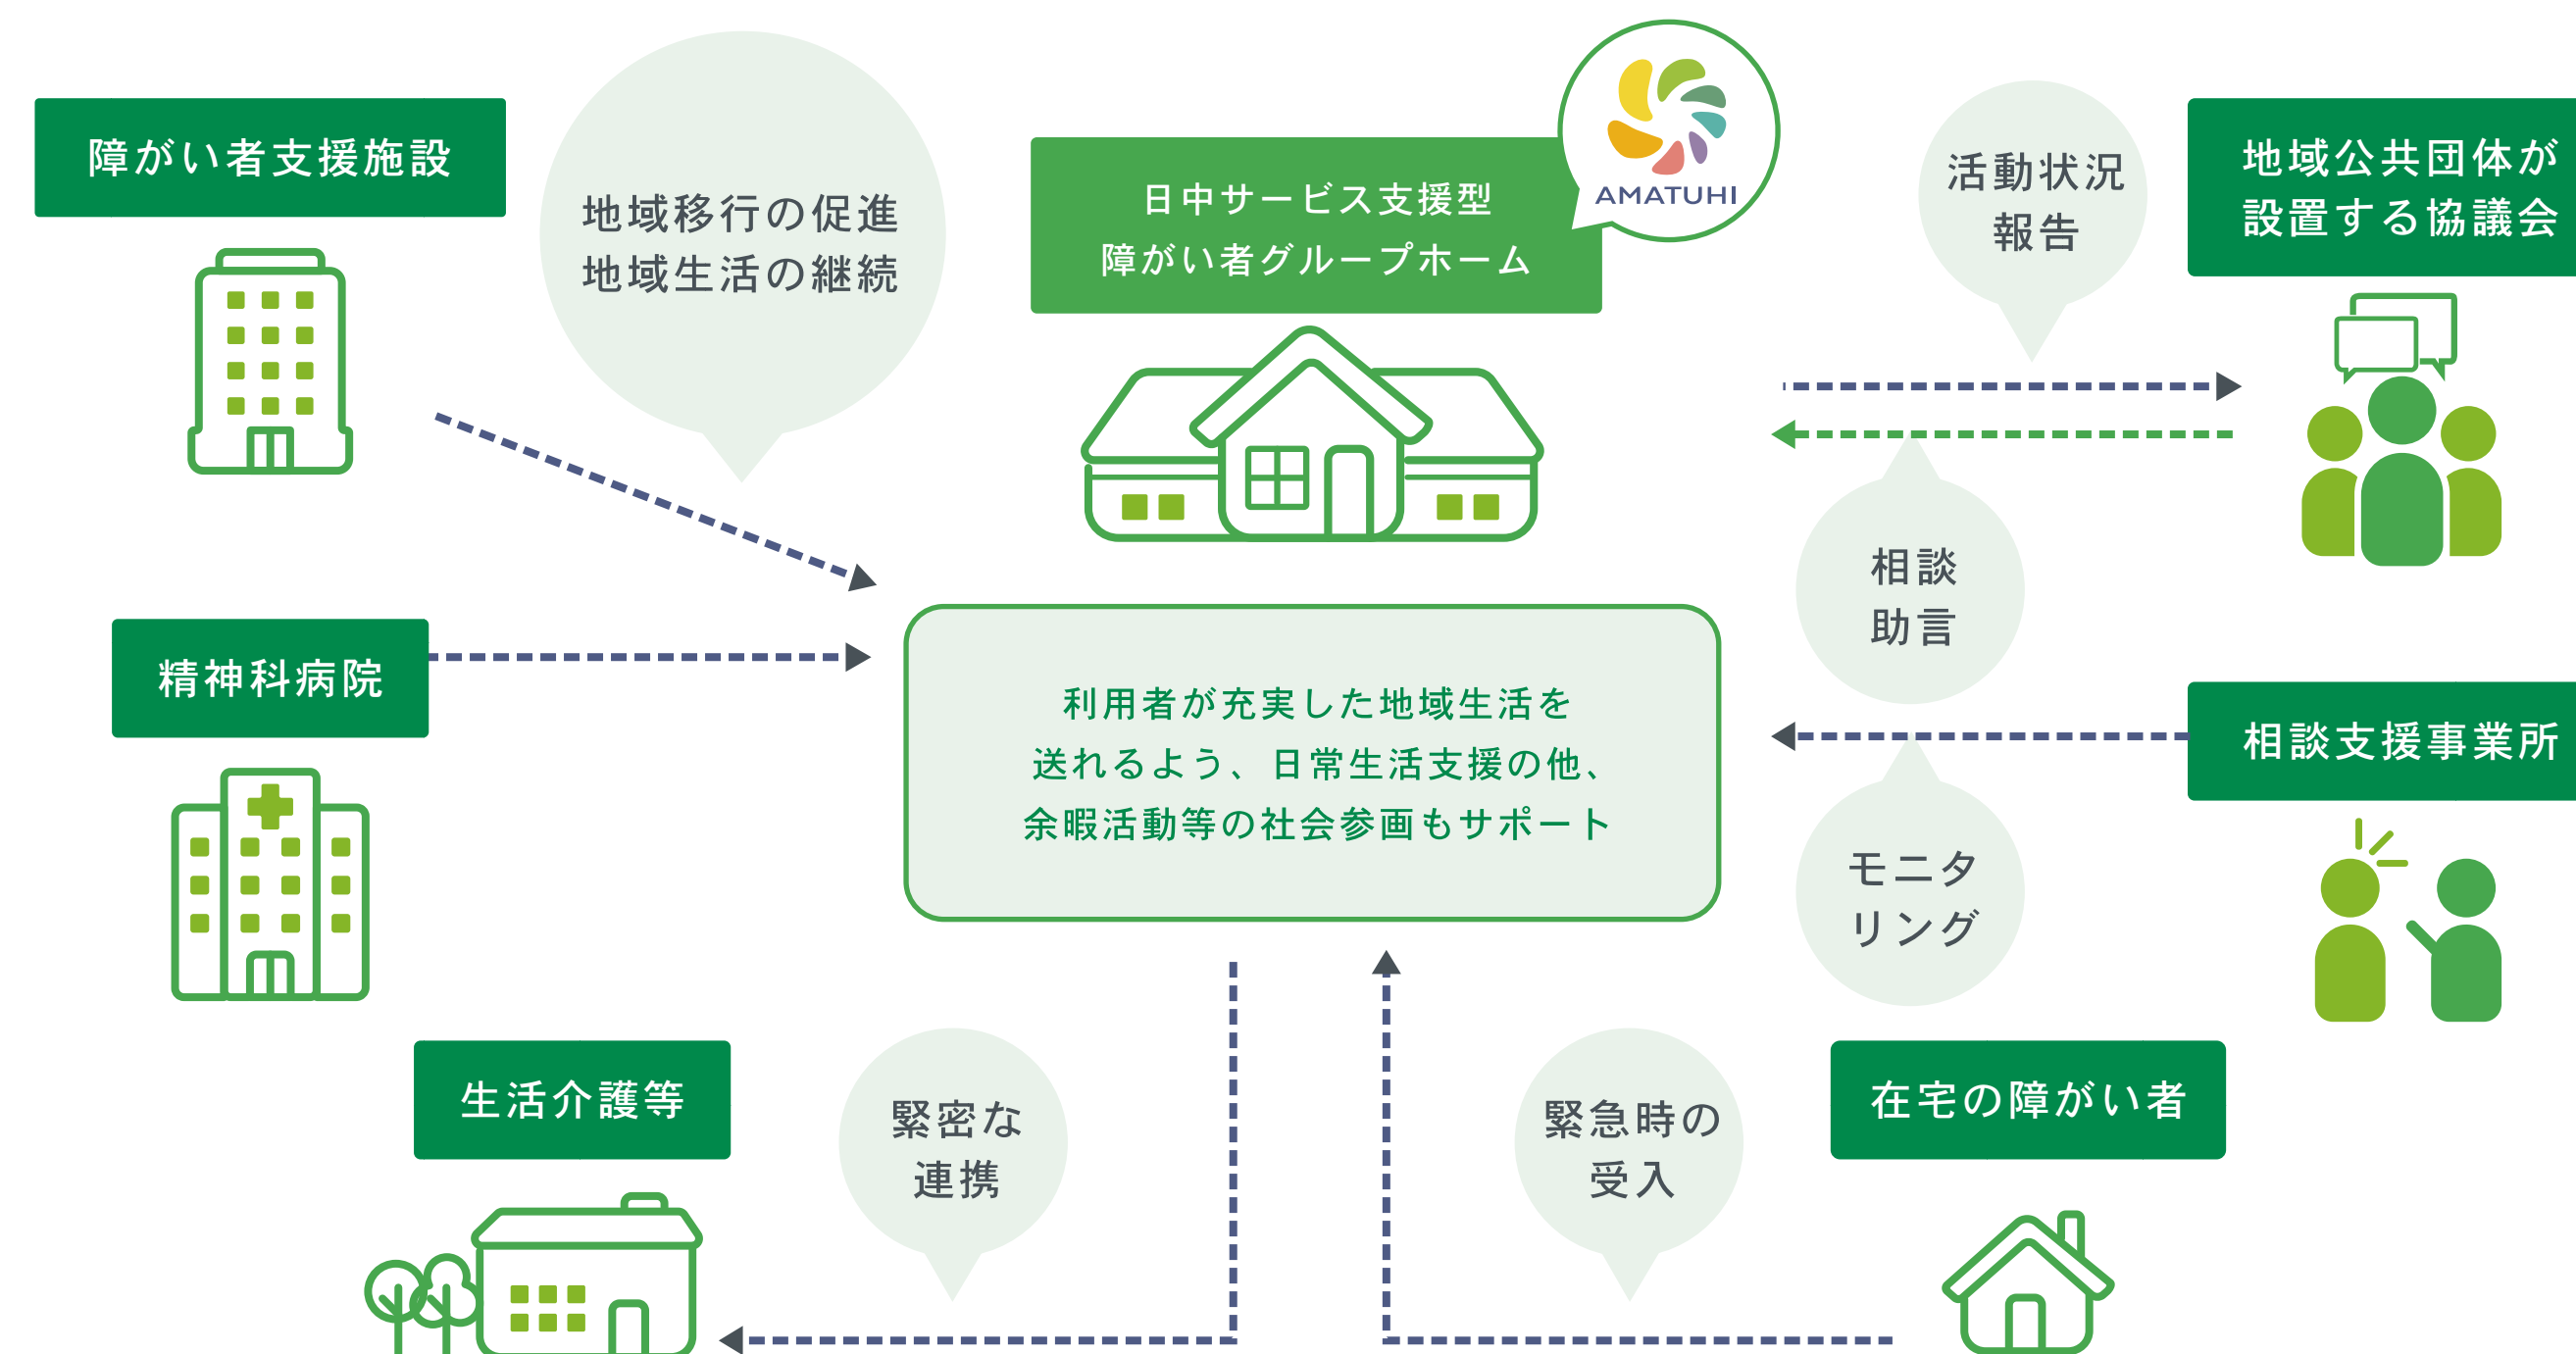 障がい者支援施設
地域移行の促進
地域生活の継続
日中サービス支援型
障がい者グループホーム
AMATUHI
活動状況
報告
地域公共団体が
設置する協議会
相談
助言
精神科病院
利用者が充実した地域生活を
送れるよう、日常生活支援の他、
余暇活動等の社会参画もサポート
相談支援事業所
モニタ
リング
生活介護等
緊密な
連携
緊急時の
受入
在宅の障がい者